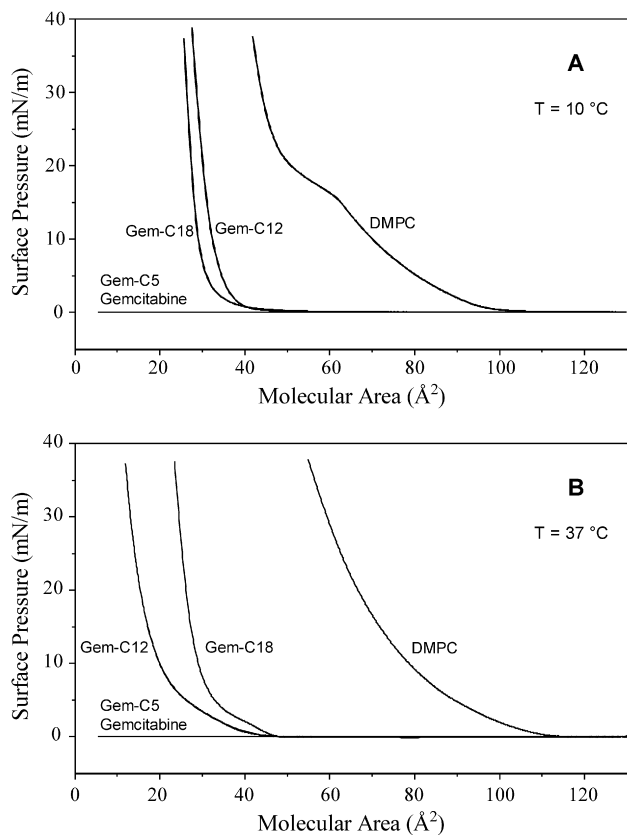 40
30
20
10
0
Surface Pressure (mN/m)
A
T = 10 °C
Gem-C18
Gem-C12
DMPC
Gem-C5
Gemcitabine
0 20 40 60 80 100 120
Molecular Area (Å²)
40
30
20
10
0
Surface Pressure (mN/m)
B
T = 37 °C
Gem-C12
Gem-C18
DMPC
Gem-C5
Gemcitabine
0 20 40 60 80 100 120
Molecular Area (Å²)